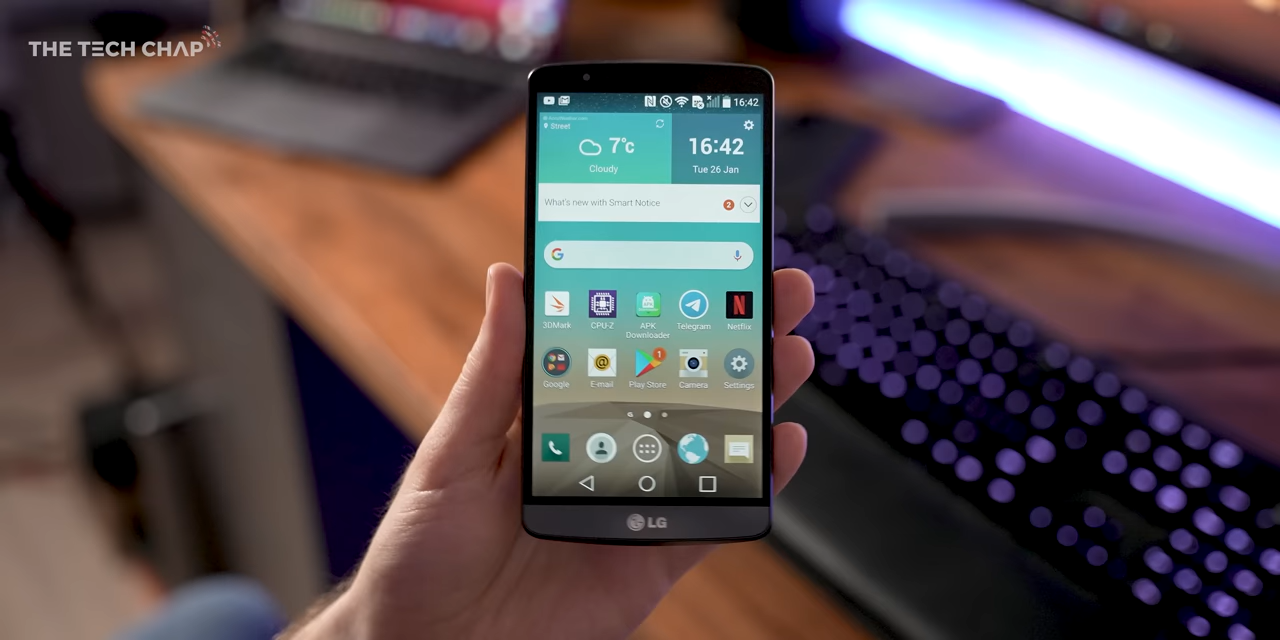 THE TECH CHAP
16:42
Street
7°c
Cloudy
16:42
Tue 26 Jan
What's new with Smart Notice
2
3DMark
CPU-Z
APK Downloader
Telegram
N
Netflix
Google
@
E-mail
1
Play Store
Camera
Settings
LG